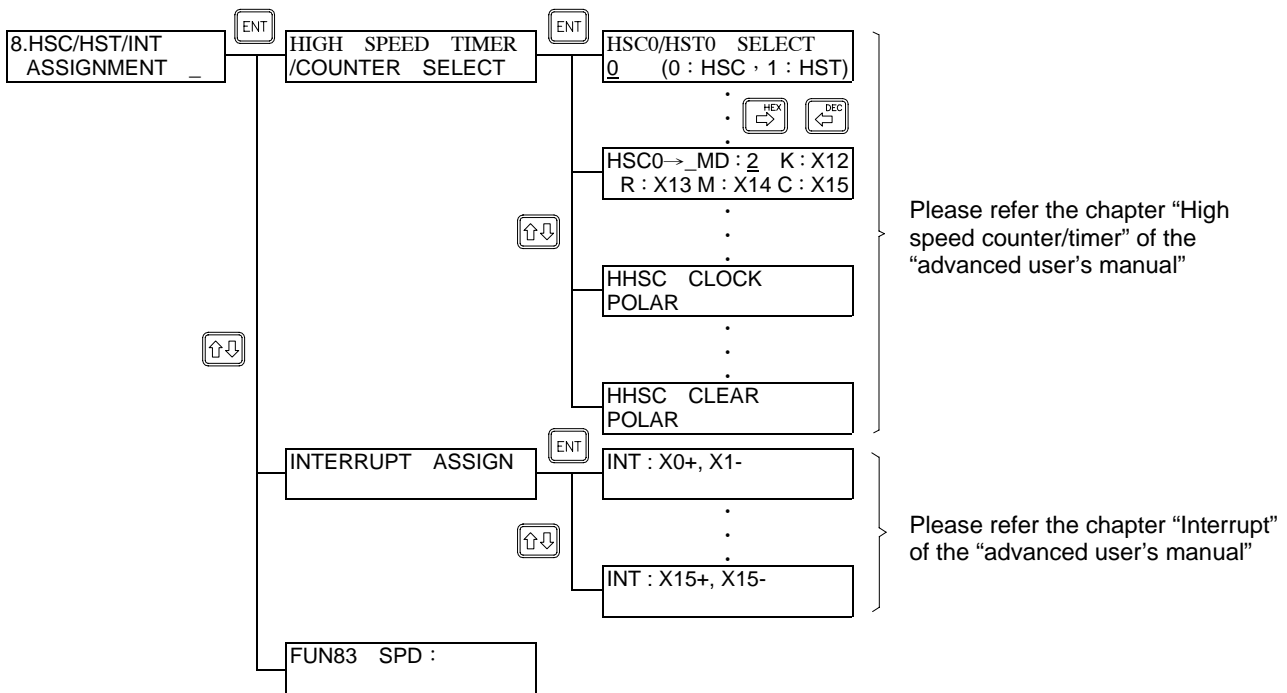 ENT
ENT
8.HSC/HST/INT
ASSIGNMENT _
HIGH SPEED TIMER
/COUNTER SELECT
HSC0/HST0 SELECT
0 (0：HSC，1：HST)
HEX
DEC
HSC0→_MD：2 K：X12
R：X13 M：X14 C：X15
Please refer the chapter “High
speed counter/timer” of the
“advanced user’s manual”
HHSC CLOCK
POLAR
HHSC CLEAR
POLAR
ENT
INTERRUPT ASSIGN
INT : X0+, X1-
Please refer the chapter “Interrupt”
of the “advanced user’s manual”
INT : X15+, X15-
FUN83 SPD：